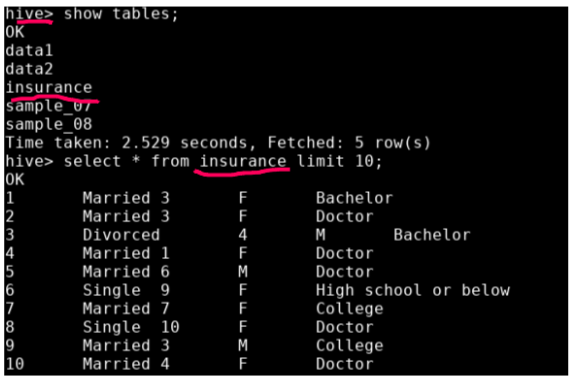 hive> show tables;
OK
data1
data2
insurance
sample_07
sample_08
Time taken: 2.529 seconds, Fetched: 5 row(s)
hive> select * from insurance limit 10;
OK
1 Married 3 F Bachelor
2 Married 3 F Doctor
3 Divorced 4 M Bachelor
4 Married 1 F Doctor
5 Married 6 M Doctor
6 Single 9 F High school or below
7 Married 7 F College
8 Single 10 F Doctor
9 Married 3 M College
10 Married 4 F Doctor